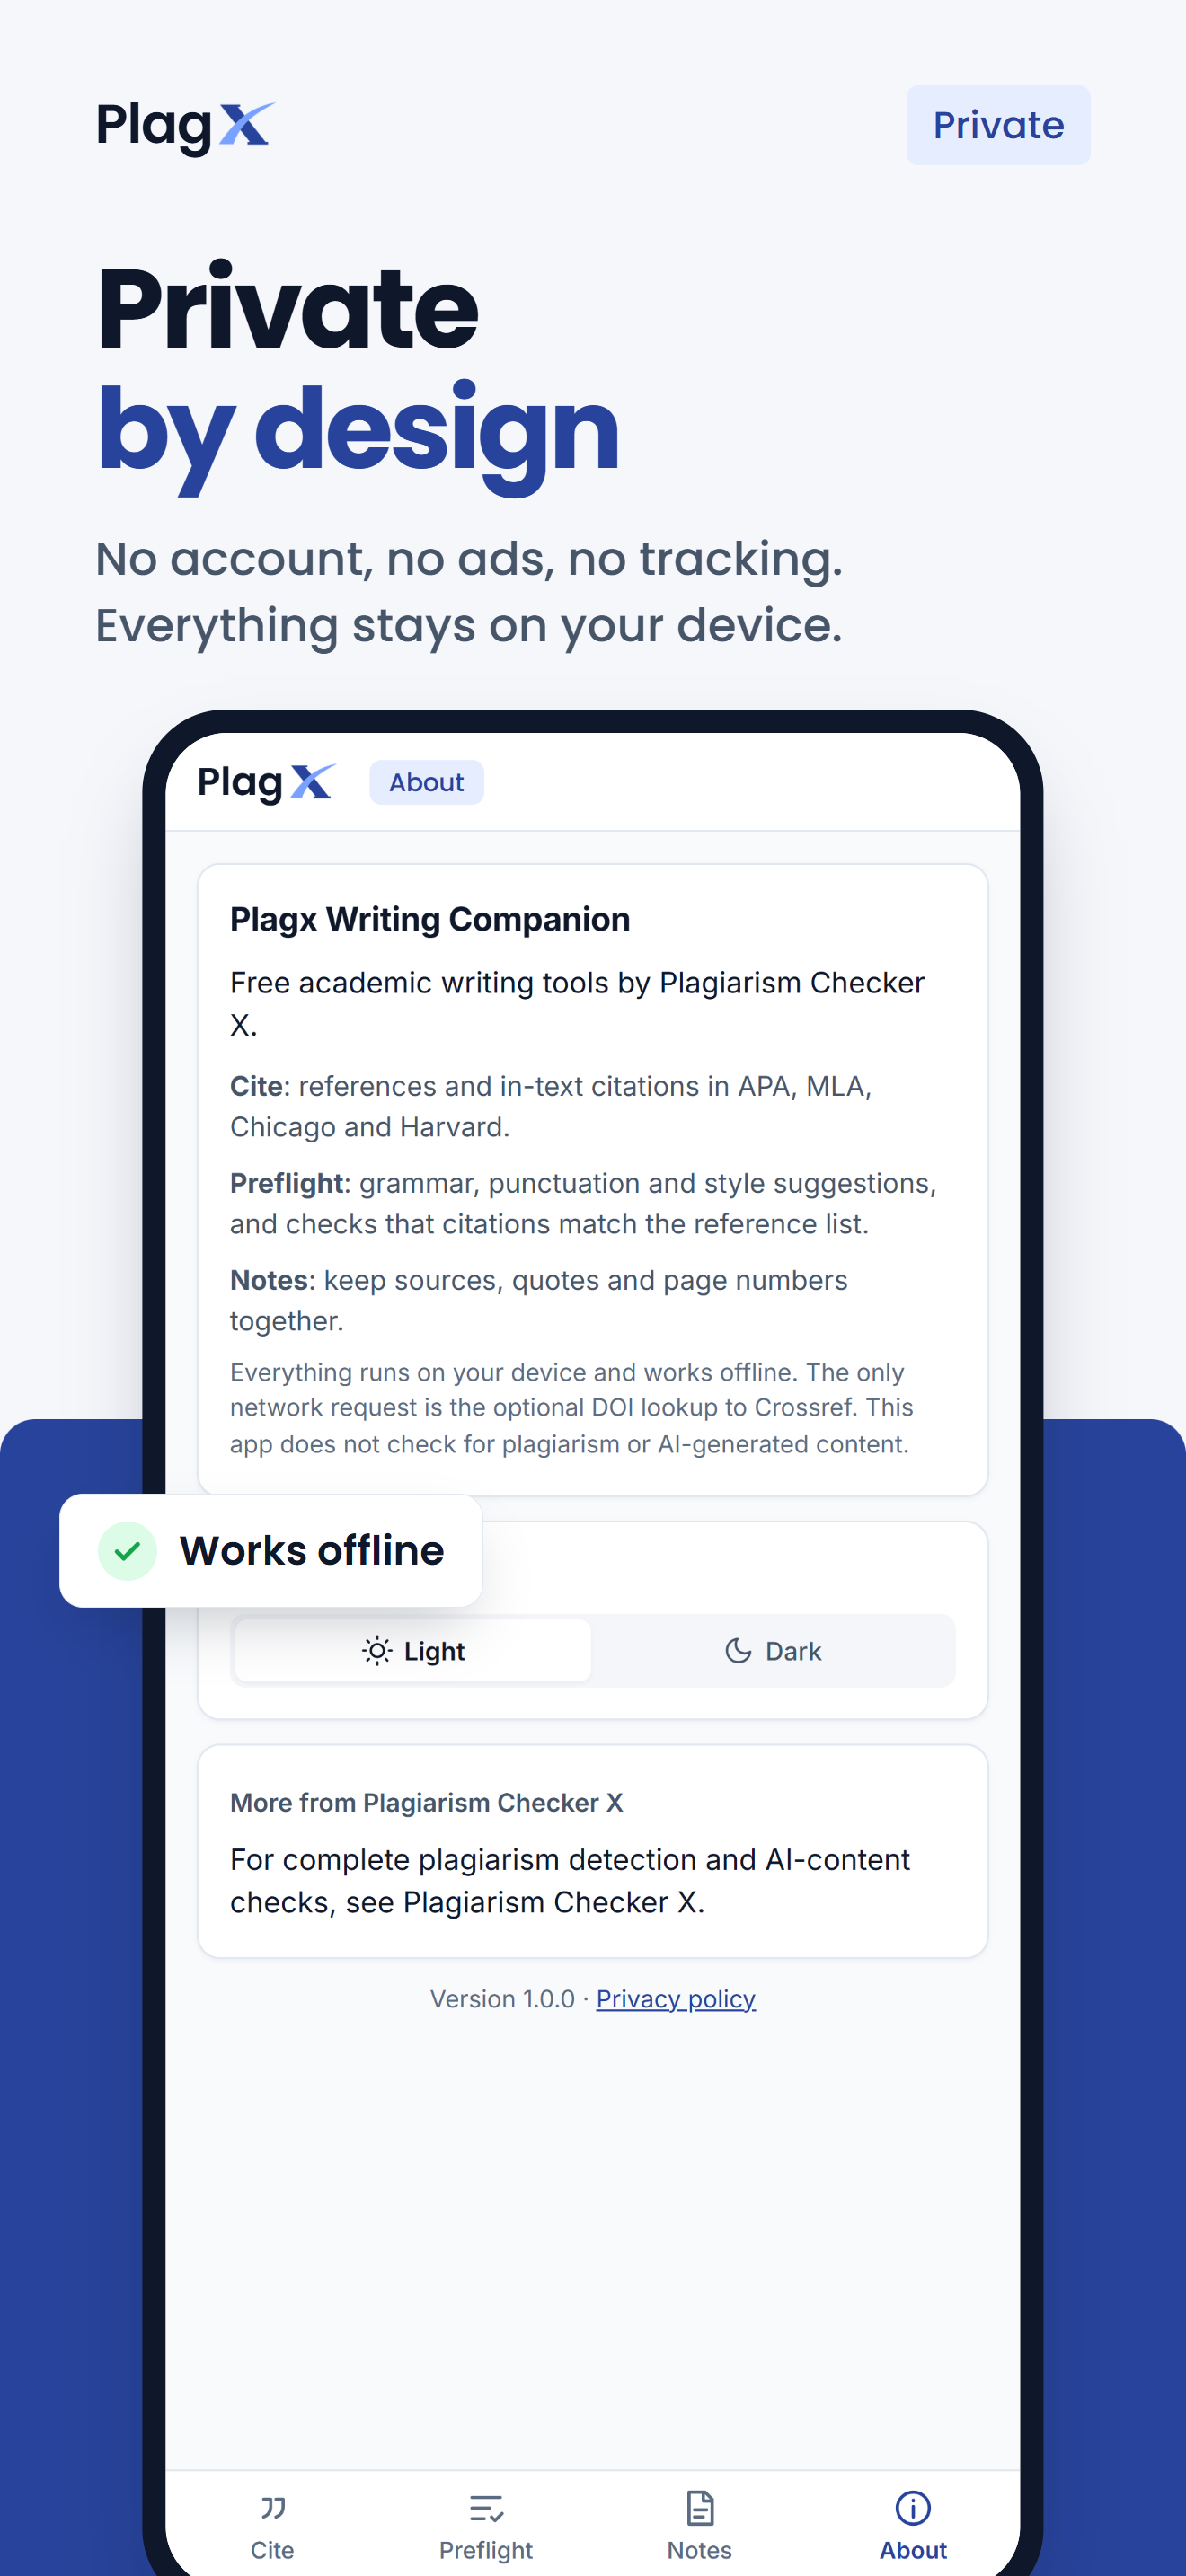 PlagX
Private
Private
by design
No account, no ads, no tracking.
Everything stays on your device.
PlagX
About
Plagx Writing Companion
Free academic writing tools by Plagiarism Checker
X.
Cite: references and in-text citations in APA, MLA,
Chicago and Harvard.
Preflight: grammar, punctuation and style suggestions,
and checks that citations match the reference list.
Notes: keep sources, quotes and page numbers
together.
Everything runs on your device and works offline. The only
network request is the optional DOI lookup to Crossref. This
app does not check for plagiarism or AI-generated content.
Works offline
Light
Dark
More from Plagiarism Checker X
For complete plagiarism detection and AI-content
checks, see Plagiarism Checker X.
Version 1.0.0 · Privacy policy
Cite
Preflight
Notes
About